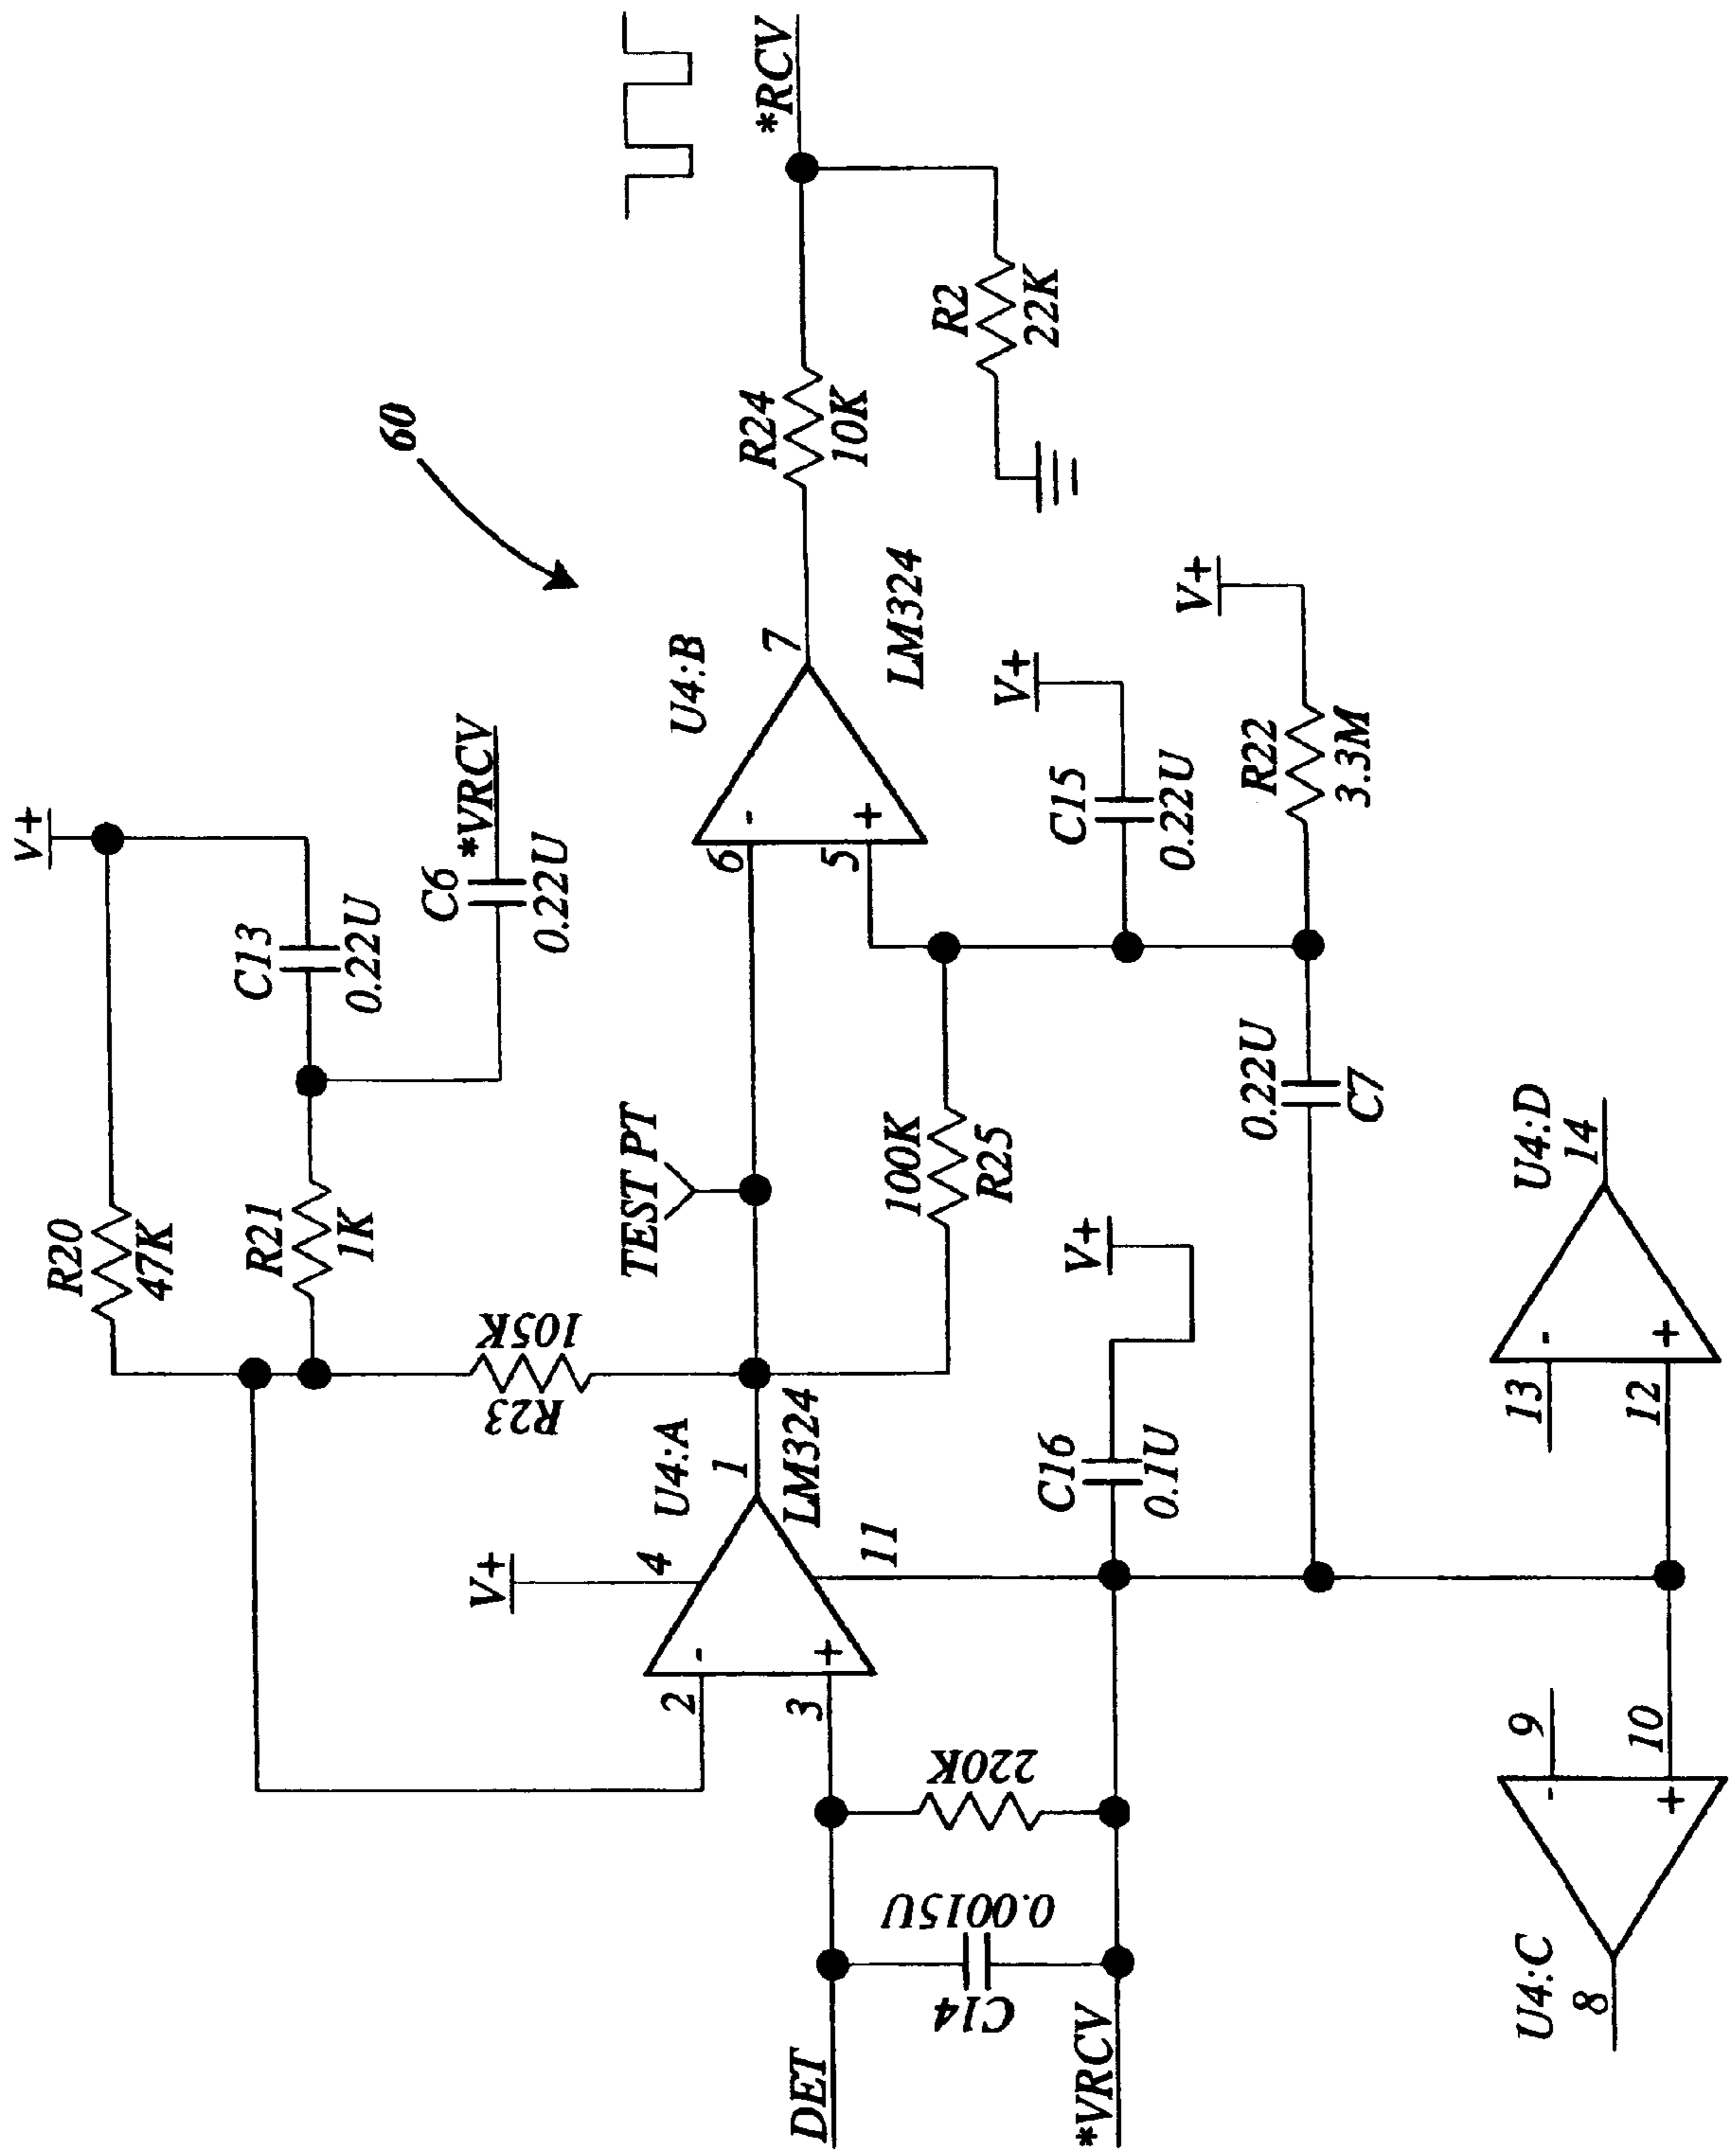 V+
R20
47K
C13
0.22U
R21
1K
C6
*VRCV
0.22U
60
R23
105K
TEST PT
V+
4
U4:A
2
-
1
3
+
LM324
11
U4:B
6
-
7
5
+
LM324
R24
10K
*RCV
R2
22K
DET
C14
0.0015U
220K
*VRCV
C16
0.1U
V+
100K
R25
C15
0.22U
V+
R22
3.3M
V+
0.22U
C7
U4:C
8
9
-
10
+
U4:D
13
-
14
12
+